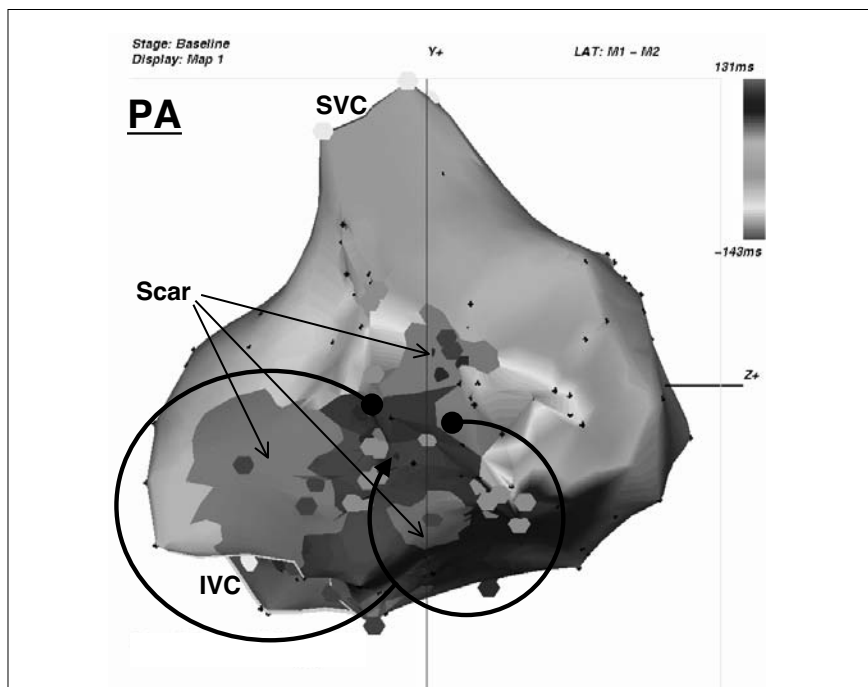 Stage: Baseline
Display: Map 1
Y+
LAT: M1 – M2
131ms
PA
SVC
–143ms
Scar
Z+
IVC